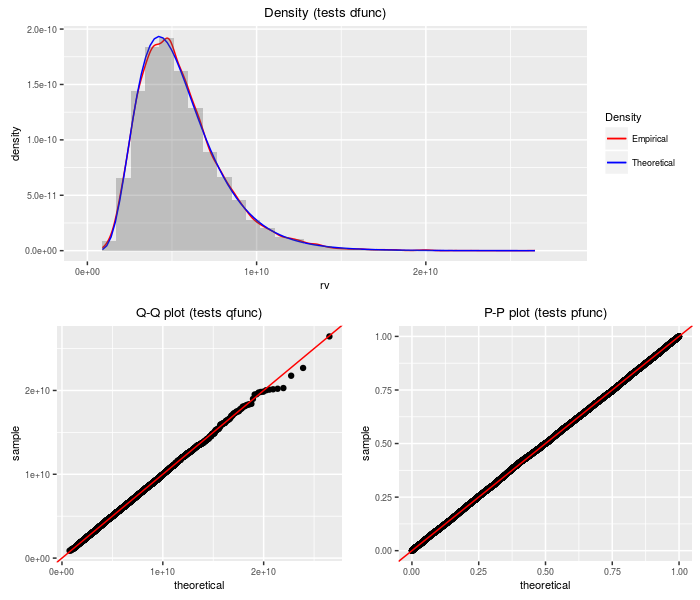 Density (tests dfunc)
2.0e-10
1.5e-10
1.0e-10
5.0e-11
0.0e+00
density
0e+00 1e+10 2e+10
rv
Density
Empirical
Theoretical
Q-Q plot (tests qfunc)
2e+10
1e+10
0e+00
sample
0e+00 1e+10 2e+10
theoretical
P-P plot (tests pfunc)
1.00
0.75
0.50
0.25
0.00
sample
0.00 0.25 0.50 0.75 1.00
theoretical